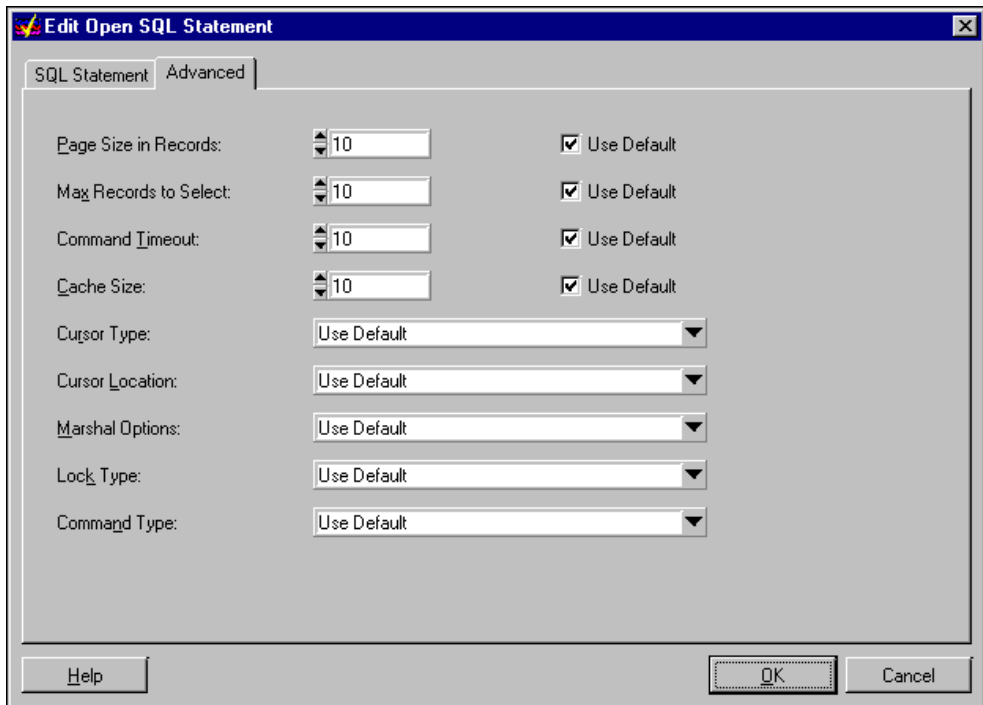 Edit Open SQL Statement
SQL Statement Advanced
Page Size in Records: 10 Use Default
Max Records to Select: 10 Use Default
Command Timeout: 10 Use Default
Cache Size: 10 Use Default
Cursor Type: Use Default
Cursor Location: Use Default
Marshal Options: Use Default
Lock Type: Use Default
Command Type: Use Default
Help OK Cancel